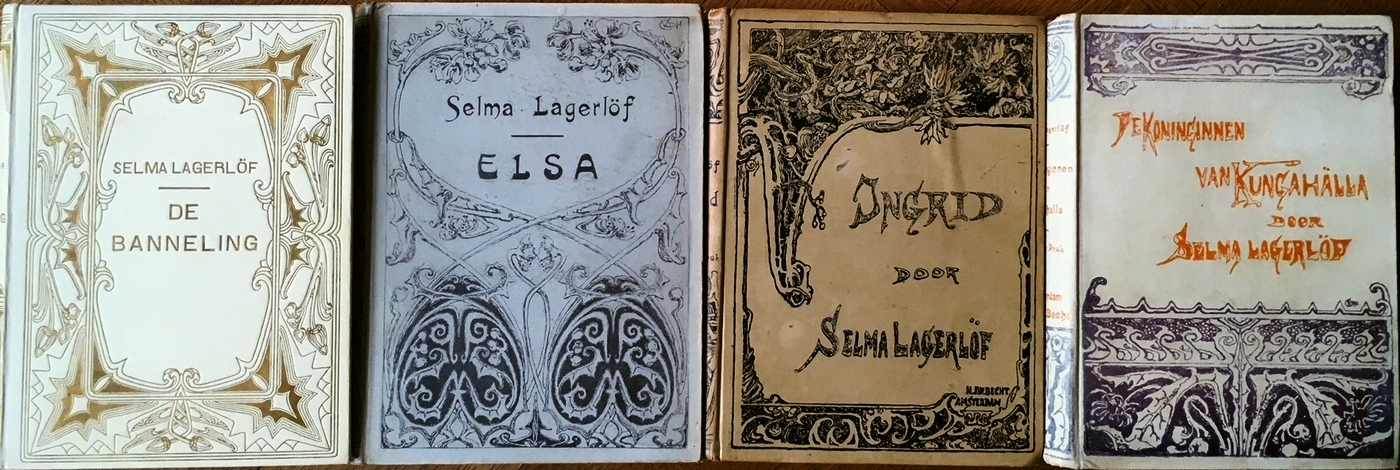 SELMA LAGERLÖF
DE
BANNELING
Selma Lagerlöf
ELSA
INGRID
DOOR
SELMA LAGERLÖF
H.J.W. BECHT
AMSTERDAM
DE KONINGINNEN
VAN KUNGAHÄLLA
DOOR
SELMA LAGERLÖF